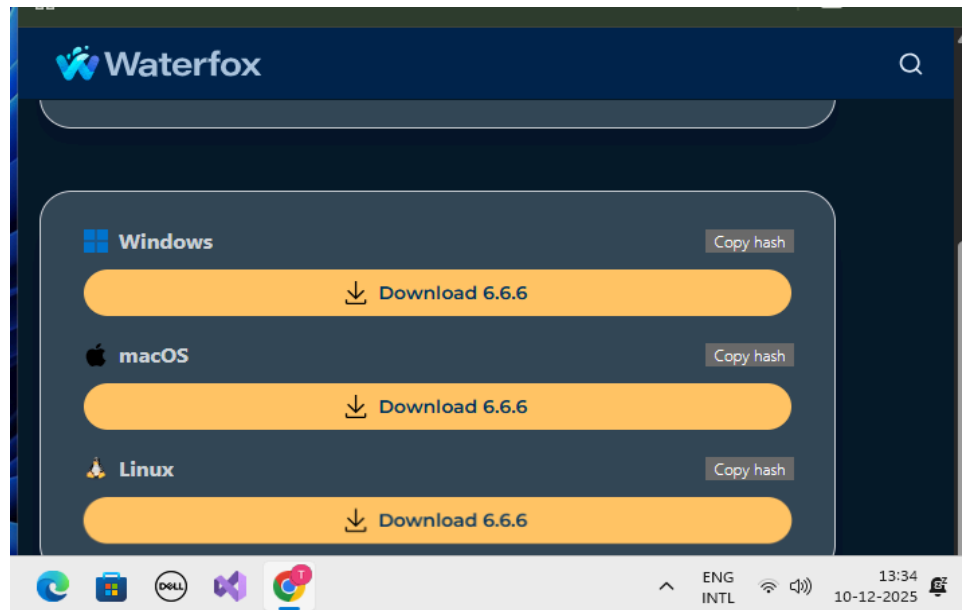 Waterfox
Windows
Copy hash
Download 6.6.6
macOS
Copy hash
Download 6.6.6
Linux
Copy hash
Download 6.6.6
DELL
T
ENG
INTL
13:34
10-12-2025